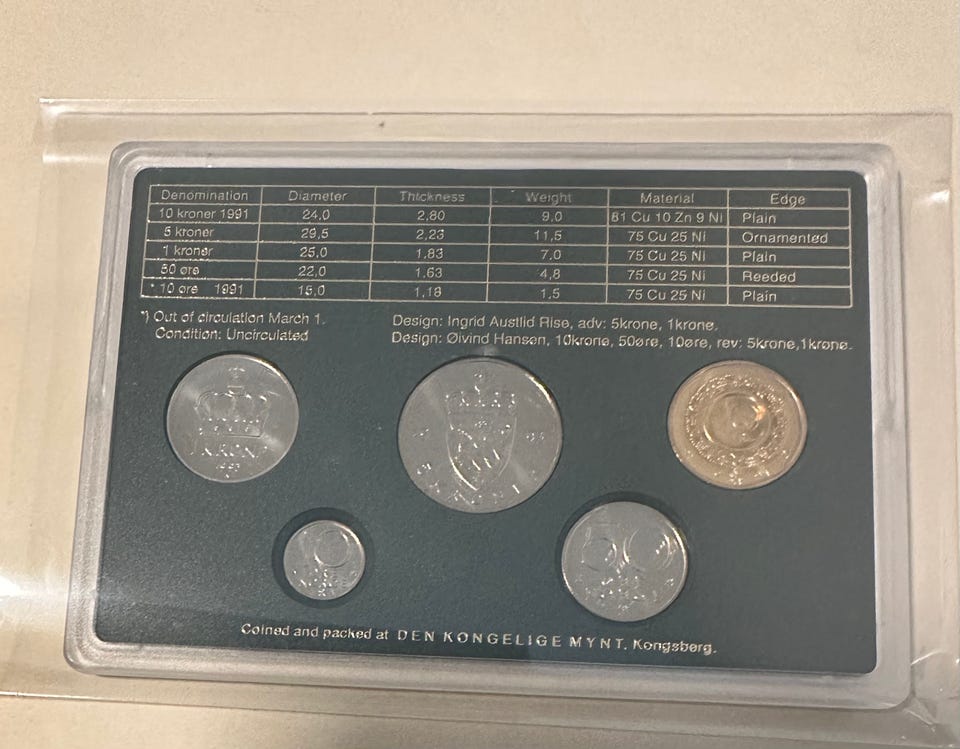 Denomination Diameter Thickness Weight Material Edge
10 kroner 1991 24,0 2,80 9,0 81 Cu 10 Zn 9 Ni Plain
5 kroner 29,5 2,23 11,5 75 Cu 25 Ni Ornamented
1 kroner 25,0 1,83 7,0 75 Cu 25 Ni Plain
50 øre 22,0 1,63 4,8 75 Cu 25 Ni Reeded
* 10 øre 1991 15,0 1,18 1,5 75 Cu 25 Ni Plain
*) Out of circulation March 1.
Condition: Uncirculated
Design: Ingrid Austlid Rise, adv: 5krone, 1krone.
Design: Øivind Hansen, 10krone, 50øre, 10øre, rev: 5krone,1krone.
1 KRONE
5
KRONER
10
50
Coined and packed at DEN KONGELIGE MYNT. Kongsberg.